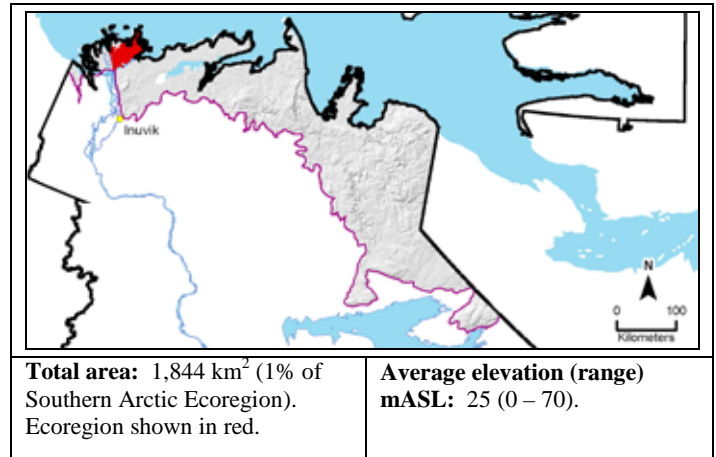 Inuvik
N
0 100
Kilometers
Total area: 1,844 km² (1% of
Southern Arctic Ecoregion).
Ecoregion shown in red.
Average elevation (range)
mASL: 25 (0 – 70).